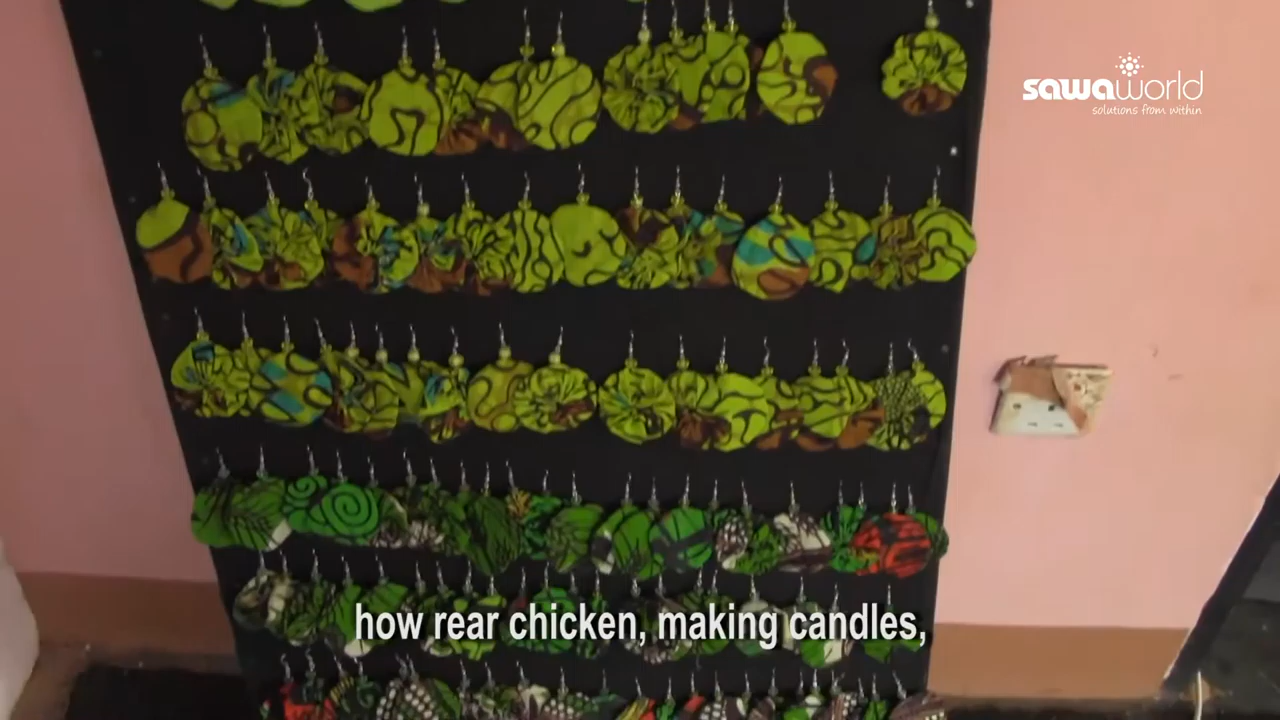 sawaworld
solutions from within
how rear chicken, making candles,